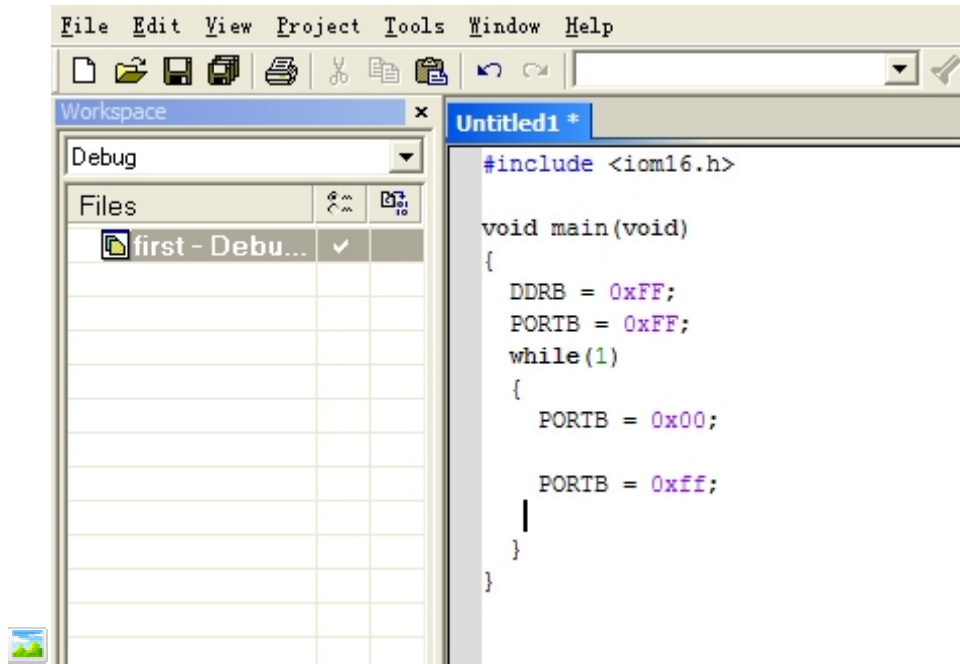 File Edit View Project Tools Window Help
Workspace
Debug
Files
first - Debu...
Untitled1 *
#include <iom16.h>
void main(void)
{
  DDRB = 0xFF;
  PORTB = 0xFF;
  while(1)
  {
    PORTB = 0x00;
    PORTB = 0xff;
  }
}